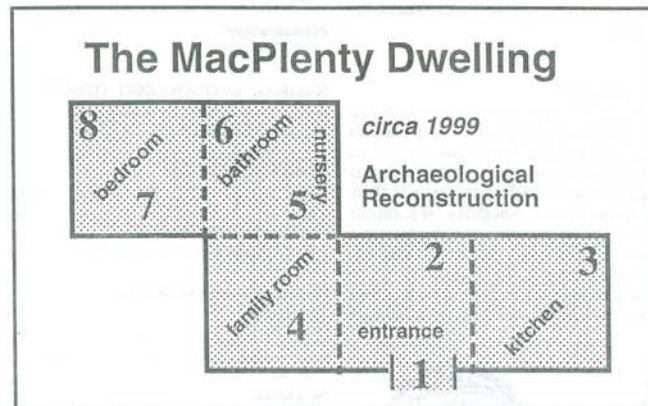 The MacPlenty Dwelling
circa 1999
Archaeological
Reconstruction
8
bedroom
7
6
bathroom
nursery
5
familly room
4
2
entrance
1
3
kitchen